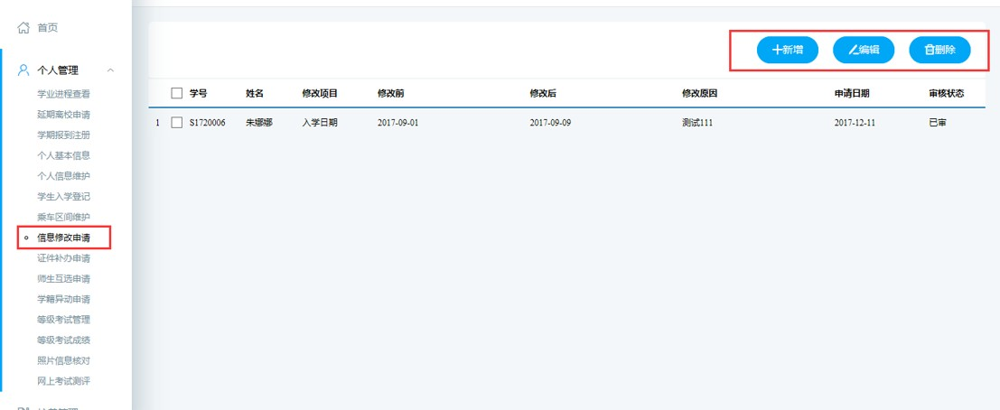 首页
个人管理
学业进程查看
延期离校申请
学期报到注册
个人基本信息
个人信息维护
学生入学登记
乘车区间维护
信息修改申请
证件补办申请
师生互选申请
学籍异动申请
等级考试管理
等级考试成绩
照片信息核对
网上考试测评
新增 编辑 删除
学号 姓名 修改项目 修改前 修改后 修改原因 申请日期 审核状态
1 S1720006 朱娜娜 入学日期 2017-09-01 2017-09-09 测试111 2017-12-11 已审